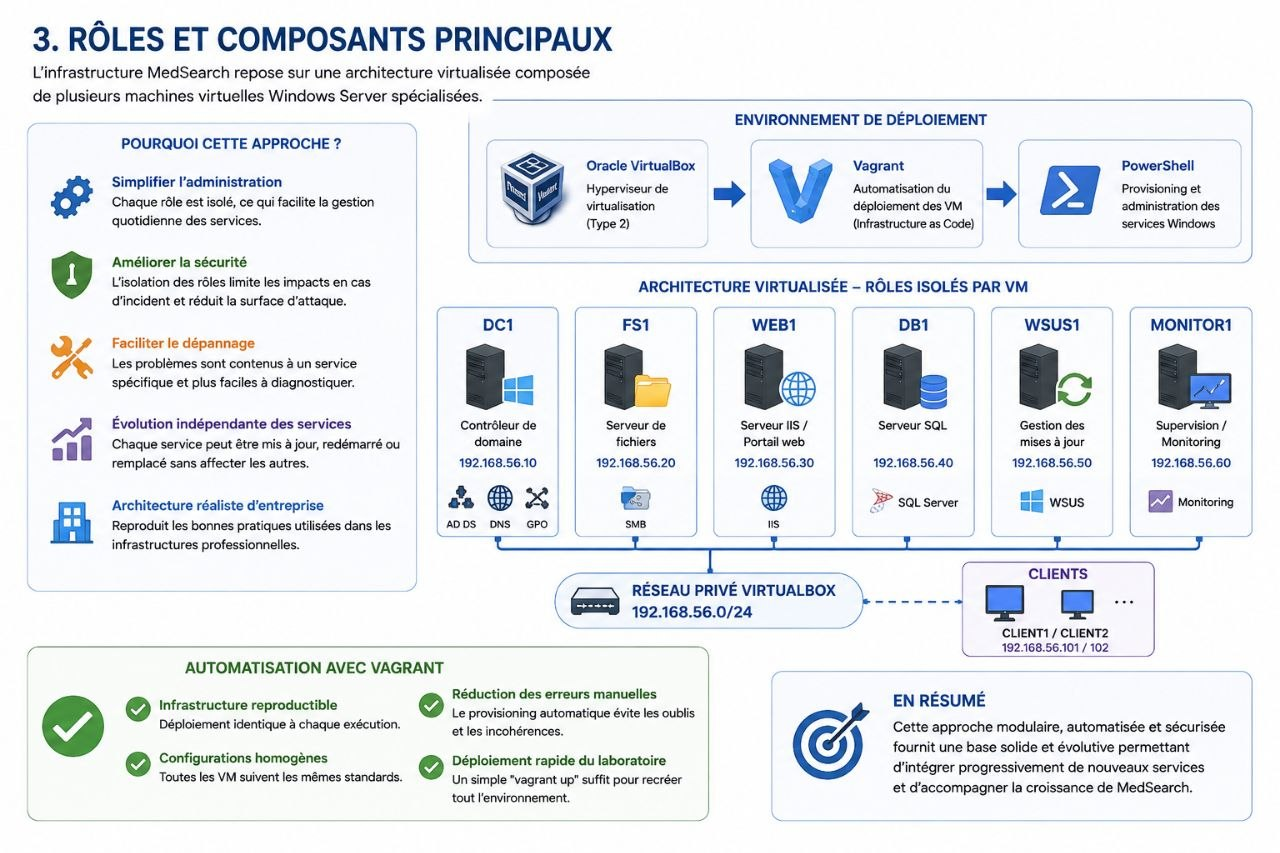 3. RÔLES ET COMPOSANTS PRINCIPAUX
L'infrastructure MedSearch repose sur une architecture virtualisée composée
de plusieurs machines virtuelles Windows Server spécialisées.
POURQUOI CETTE APPROCHE ?
Simplifier l'administration
Chaque rôle est isolé, ce qui facilite la gestion
quotidienne des services.
Améliorer la sécurité
L'isolation des rôles limite les impacts en cas
d'incident et réduit la surface d'attaque.
Faciliter le dépannage
Les problèmes sont contenus à un service
spécifique et plus faciles à diagnostiquer.
Évolution indépendante des services
Chaque service peut être mis à jour, redémarré ou
remplacé sans affecter les autres.
Architecture réaliste d'entreprise
Reproduit les bonnes pratiques utilisées dans les
infrastructures professionnelles.
ENVIRONNEMENT DE DÉPLOIEMENT
Oracle VirtualBox
Hyperviseur de
virtualisation
(Type 2)
Vagrant
Automatisation du
déploiement des VM
(Infrastructure as Code)
PowerShell
Provisioning et
administration des
services Windows
ARCHITECTURE VIRTUALISÉE – RÔLES ISOLÉS PAR VM
DC1
Contrôleur de
domaine
192.168.56.10
AD DS DNS GPO
FS1
Serveur de
fichiers
192.168.56.20
SMB
WEB1
Serveur IIS /
Portail web
192.168.56.30
IIS
DB1
Serveur SQL
192.168.56.40
SQL Server
WSUS1
Gestion des
mises à jour
192.168.56.50
WSUS
MONITOR1
Supervision /
Monitoring
192.168.56.60
Monitoring
RÉSEAU PRIVÉ VIRTUALBOX
192.168.56.0/24
CLIENTS
...
CLIENT1 / CLIENT2
192.168.56.101 / 102
AUTOMATISATION AVEC VAGRANT
Infrastructure reproductible
Déploiement identique à chaque exécution.
Configurations homogènes
Toutes les VM suivent les mêmes standards.
Réduction des erreurs manuelles
Le provisioning automatique évite les oublis
et les incohérences.
Déploiement rapide du laboratoire
Un simple "vagrant up" suffit pour recréer
tout l'environnement.
EN RÉSUMÉ
Cette approche modulaire, automatisée et sécurisée
fournit une base solide et évolutive permettant
d'intégrer progressivement de nouveaux services
et d'accompagner la croissance de MedSearch.